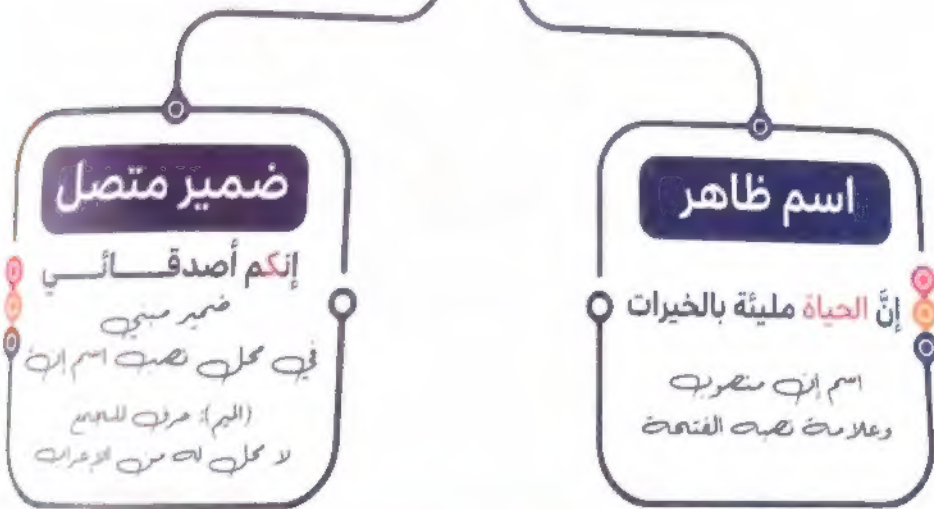 اسم ظاهر
إنَّ الحياة مليئة بالخيرات
اسم إن منصوب
وعلامة نصبه الفتحة
ضمير متصل
إنكم أصدقـــائـــي
ضمير مبني
في محل نصب اسم إن
(الميم): حرف للجمع
لا محل له من الإعراب